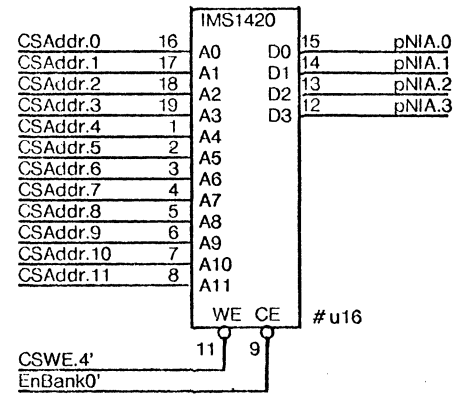 IMS1420
CSAddr.0 16 A0 D0 15 pNIA.0
CSAddr.1 17 A1 D1 14 pNIA.1
CSAddr.2 18 A2 D2 13 pNIA.2
CSAddr.3 19 A3 D3 12 pNIA.3
CSAddr.4 1 A4
CSAddr.5 2 A5
CSAddr.6 3 A6
CSAddr.7 4 A7
CSAddr.8 5 A8
CSAddr.9 6 A9
CSAddr.10 7 A10
CSAddr.11 8 A11
WE CE #u16
11 9
CSWE.4'
EnBank0'